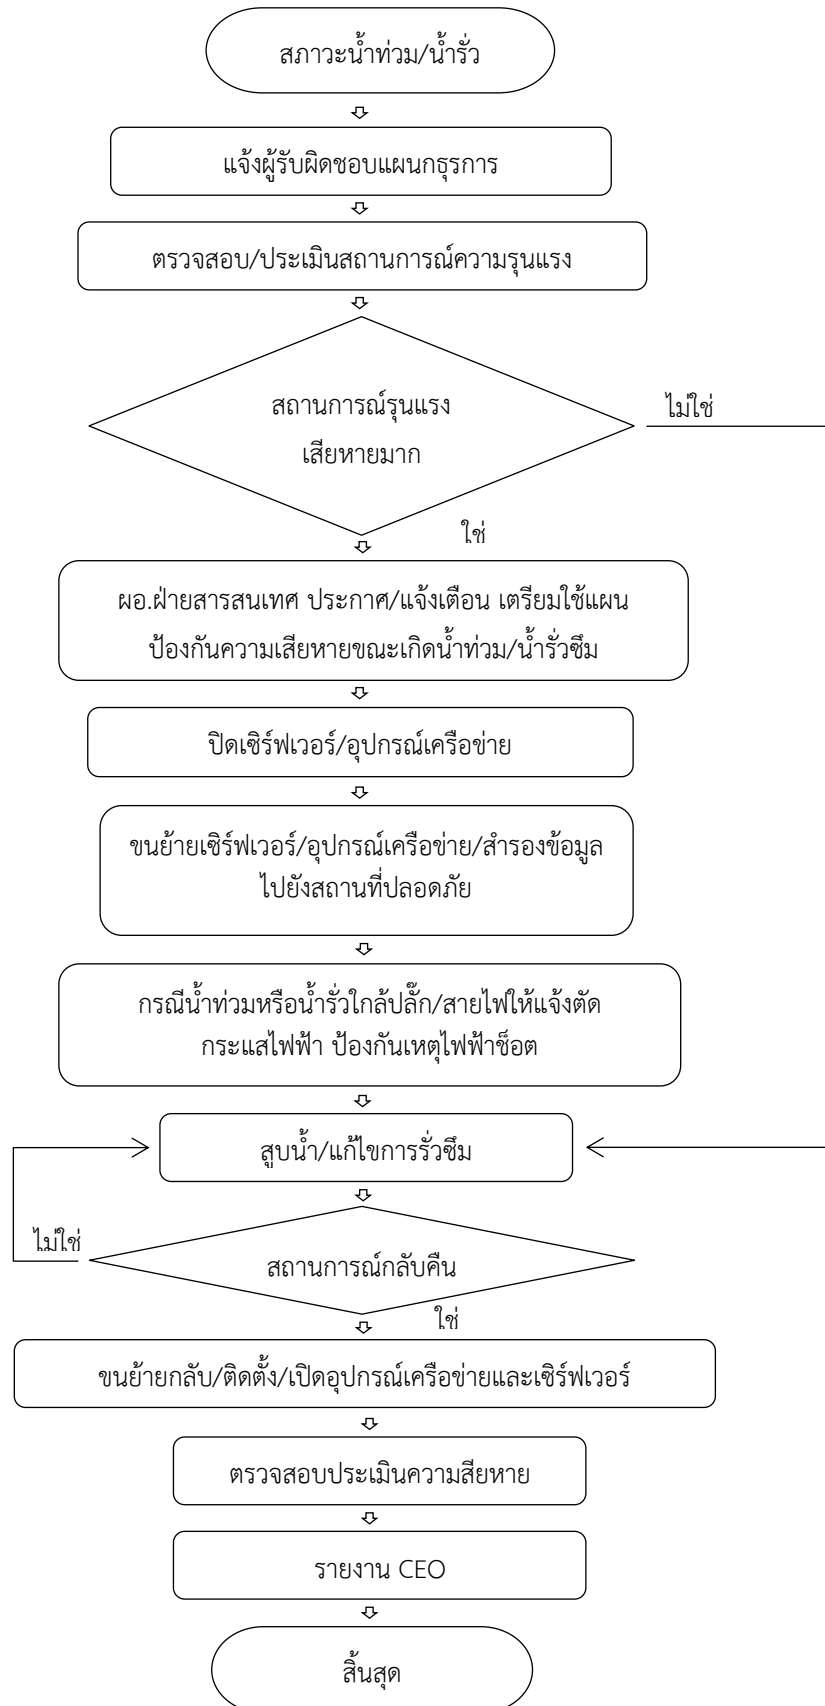 สภาวะน้ำท่วม/น้ำรั่ว
แจ้งผู้รับผิดชอบแผนกธุรการ
ตรวจสอบ/ประเมินสถานการณ์ความรุนแรง
สถานการณ์รุนแรง
เสียหายมาก
ไม่ใช่
ใช่
ผอ.ฝ่ายสารสนเทศ ประกาศ/แจ้งเตือน เตรียมใช้แผน
ป้องกันความเสียหายขณะเกิดน้ำท่วม/น้ำรั่วซึม
ปิดเซิร์ฟเวอร์/อุปกรณ์เครือข่าย
ขนย้ายเซิร์ฟเวอร์/อุปกรณ์เครือข่าย/สำรองข้อมูล
ไปยังสถานที่ปลอดภัย
กรณีน้ำท่วมหรือน้ำรั่วใกล้ปลั๊ก/สายไฟให้แจ้งตัด
กระแสไฟฟ้า ป้องกันเหตุไฟฟ้าช็อต
สูบน้ำ/แก้ไขการรั่วซึม
ไม่ใช่
สถานการณ์กลับคืน
ใช่
ขนย้ายกลับ/ติดตั้ง/เปิดอุปกรณ์เครือข่ายและเซิร์ฟเวอร์
ตรวจสอบประเมินความสียหาย
รายงาน CEO
สิ้นสุด